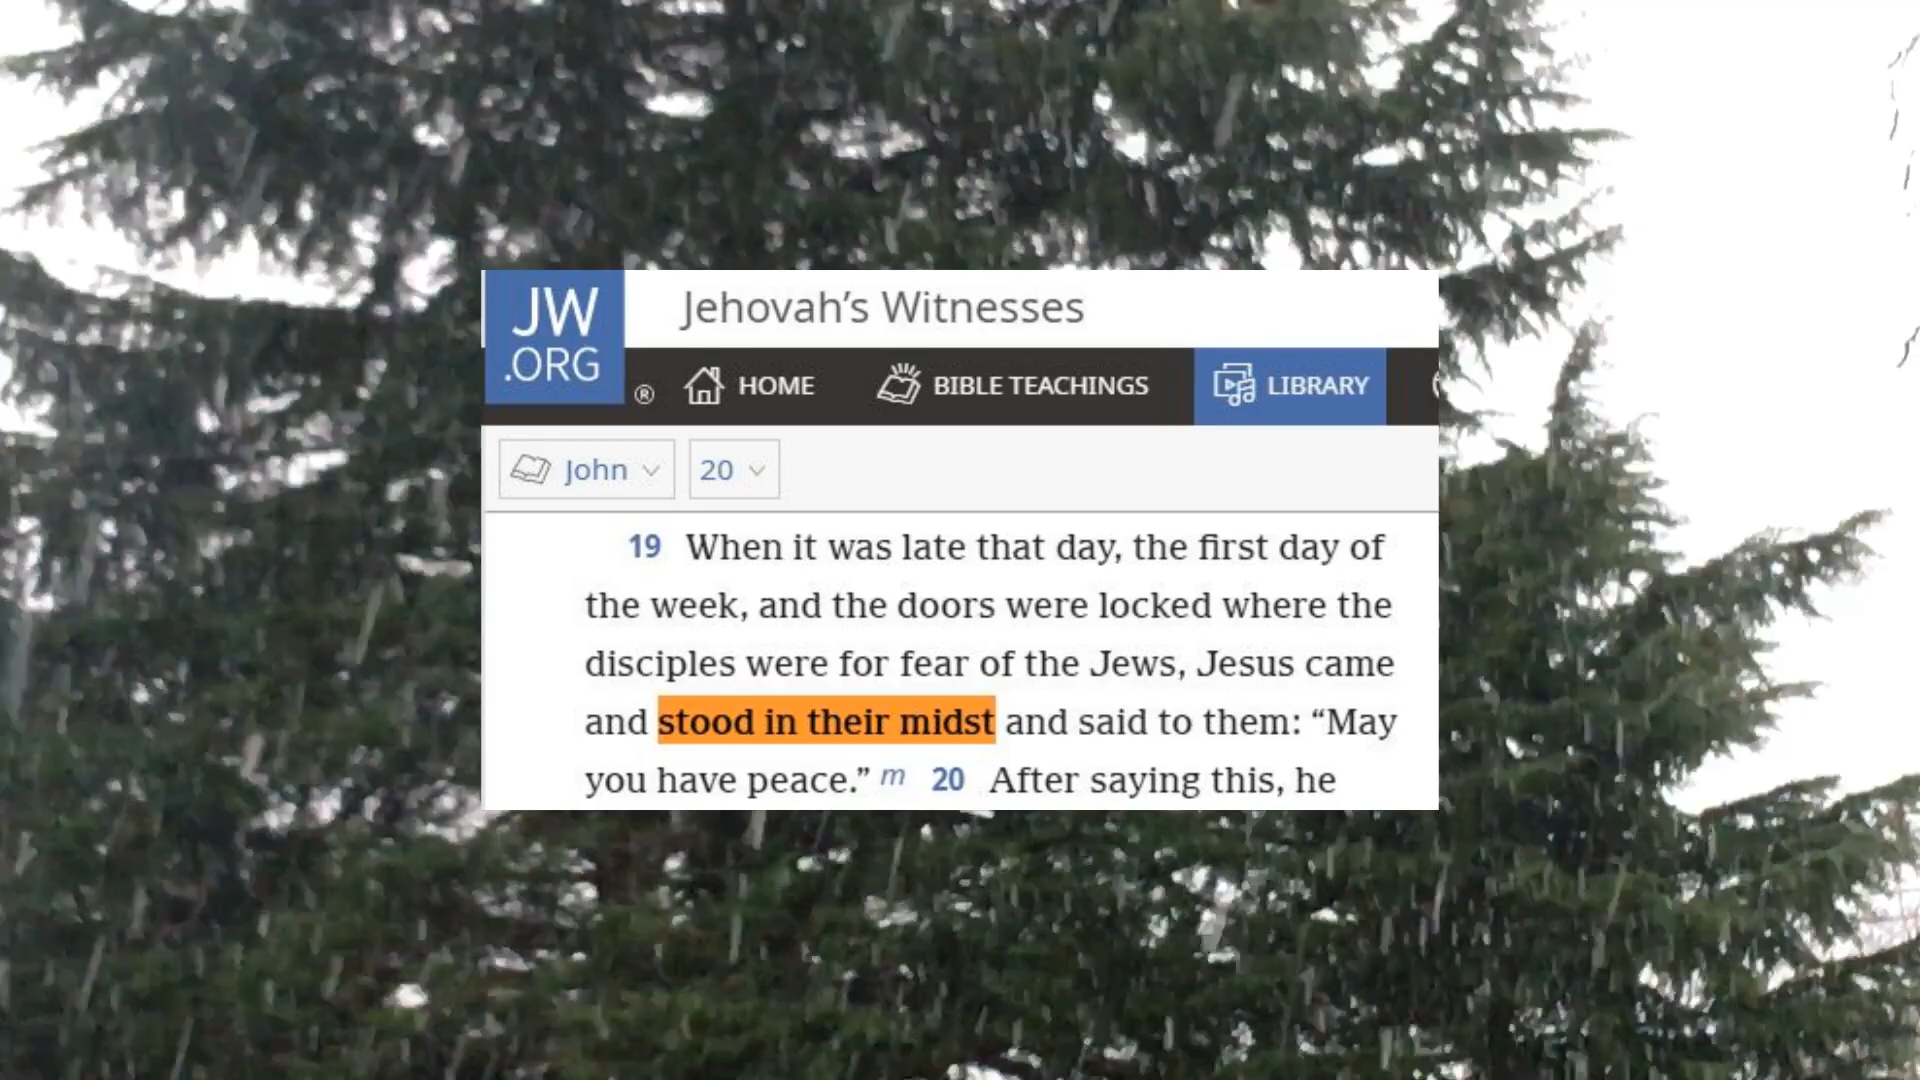 JW
.ORG
®
Jehovah’s Witnesses
HOME
BIBLE TEACHINGS
LIBRARY
John
20
19 When it was late that day, the first day of
the week, and the doors were locked where the
disciples were for fear of the Jews, Jesus came
and stood in their midst and said to them: “May
you have peace.” m 20 After saying this, he